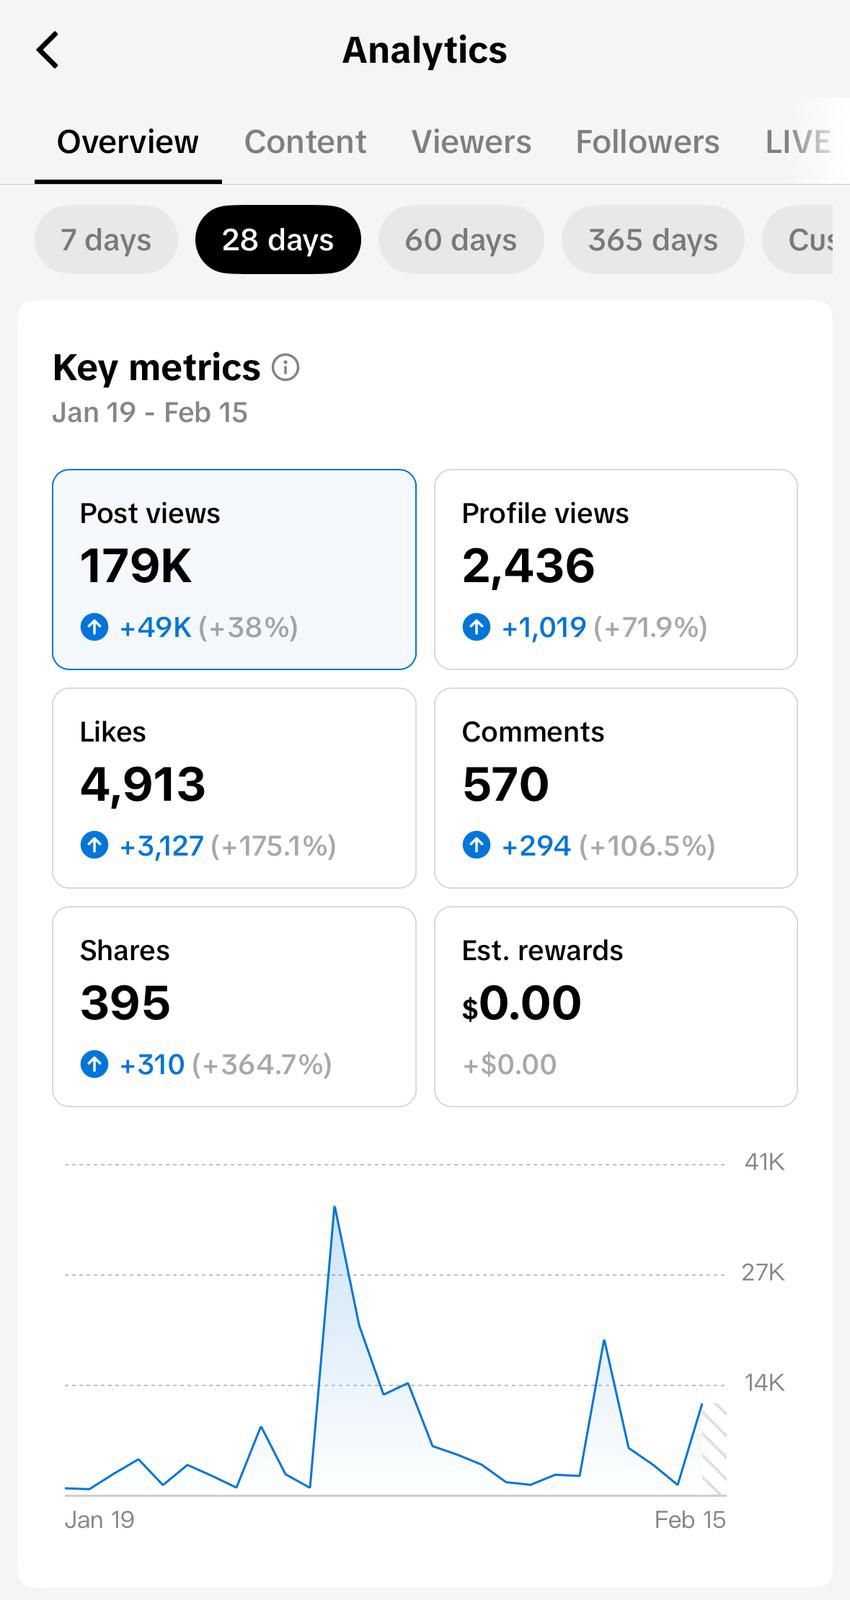 Analytics
Overview Content Viewers Followers LIVE
7 days 28 days 60 days 365 days Cus
Key metrics
Jan 19 - Feb 15
Post views
179K
+49K (+38%)
Profile views
2,436
+1,019 (+71.9%)
Likes
4,913
+3,127 (+175.1%)
Comments
570
+294 (+106.5%)
Shares
395
+310 (+364.7%)
Est. rewards
$0.00
+$0.00
41K
27K
14K
Jan 19 Feb 15